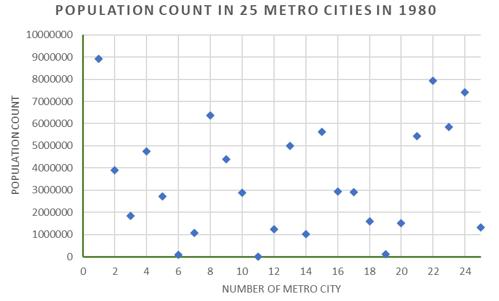 POPULATION COUNT IN 25 METRO CITIES IN 1980
10000000
9000000
8000000
7000000
6000000
5000000
4000000
3000000
2000000
1000000
0
POPULATION COUNT
0 2 4 6 8 10 12 14 16 18 20 22 24
NUMBER OF METRO CITY